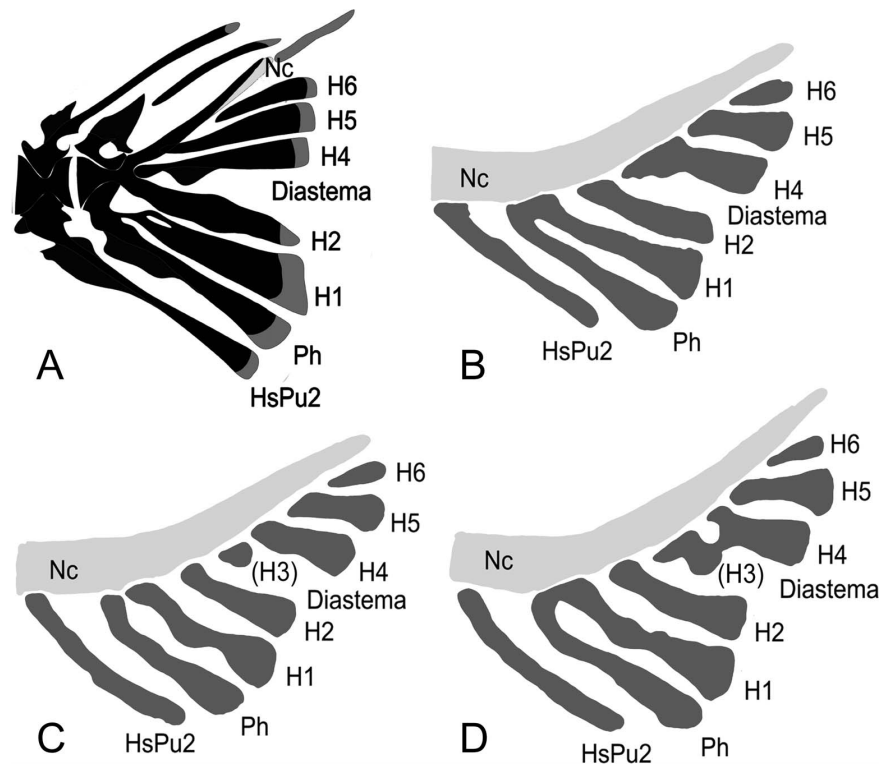 Nc
H6
H5
H4
Diastema
H2
H1
Ph
HsPu2
A
Nc
H6
H5
H4
Diastema
H2
H1
Ph
HsPu2
B
Nc
H6
H5
(H3)
H4
Diastema
H2
H1
Ph
HsPu2
C
Nc
H6
H5
H4
(H3)
Diastema
H2
H1
Ph
HsPu2
D